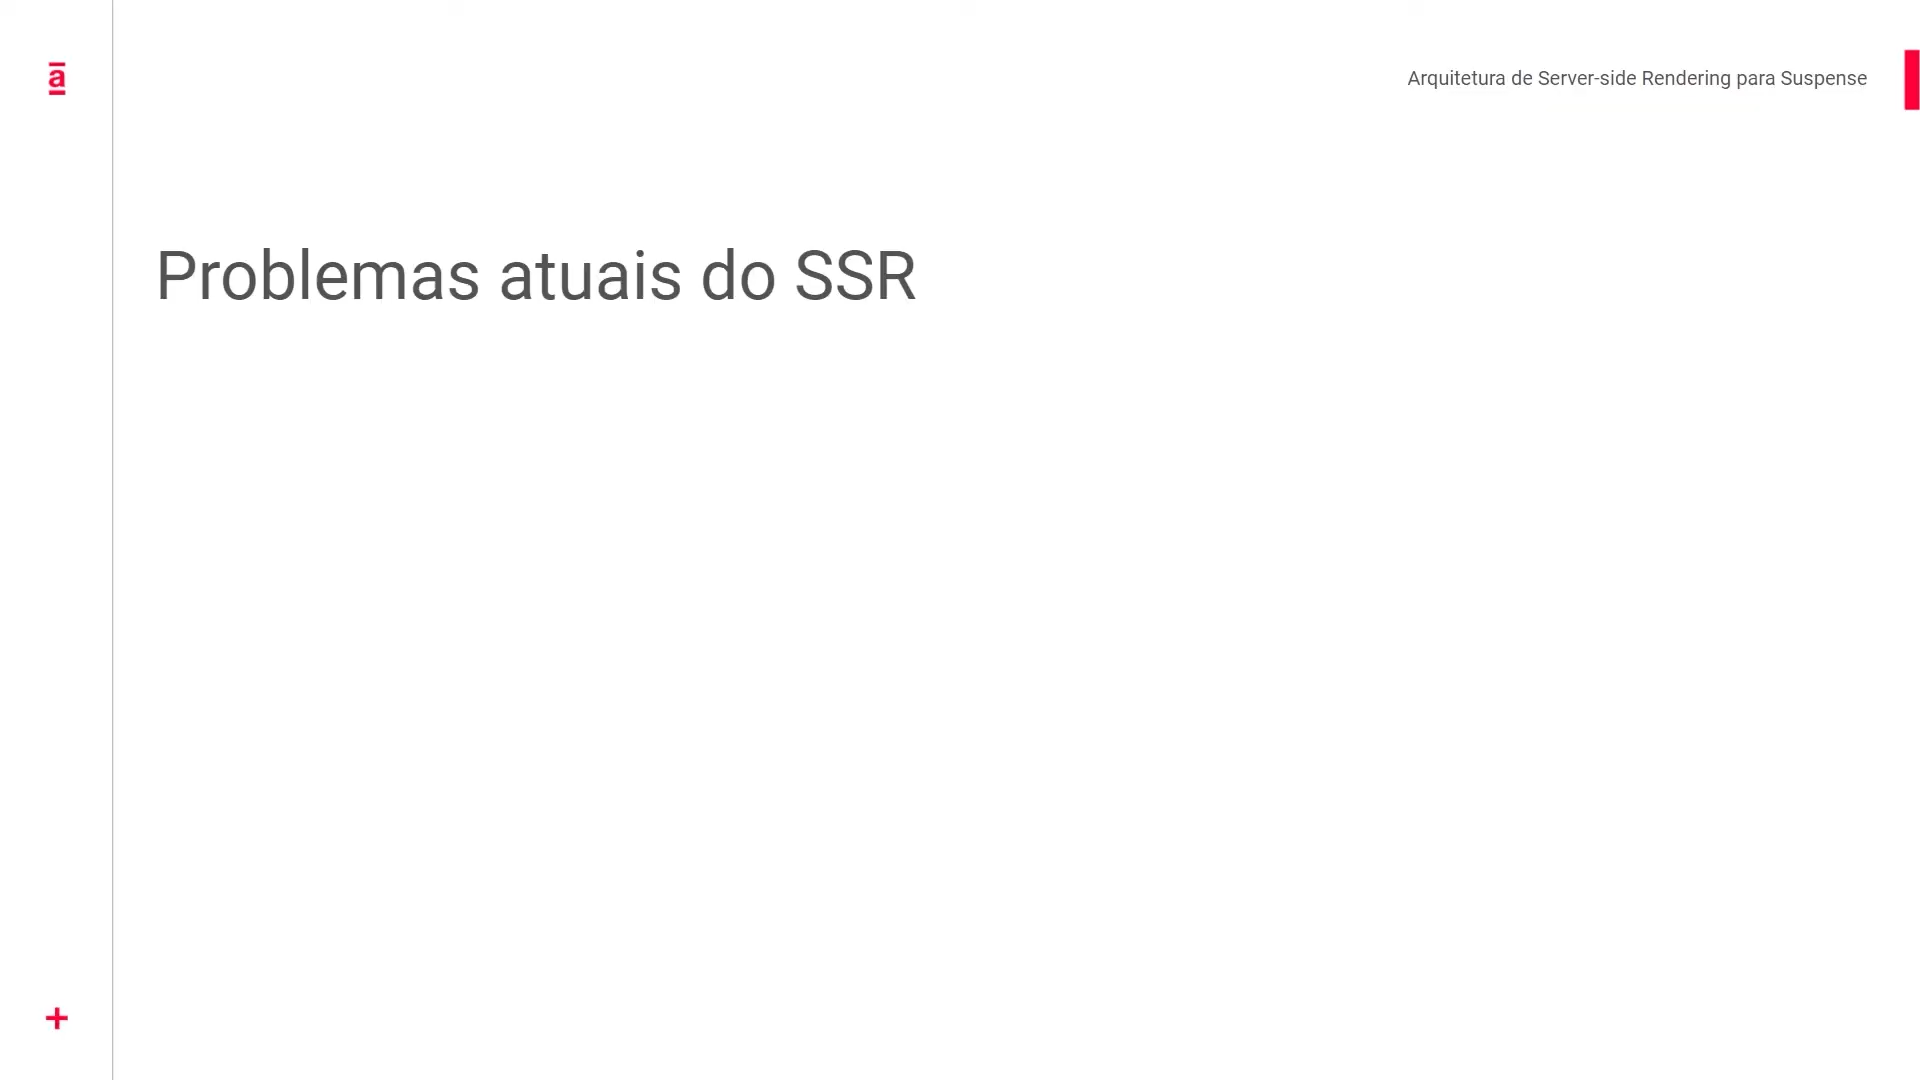 ā
Arquitetura de Server-side Rendering para Suspense
Problemas atuais do SSR
+